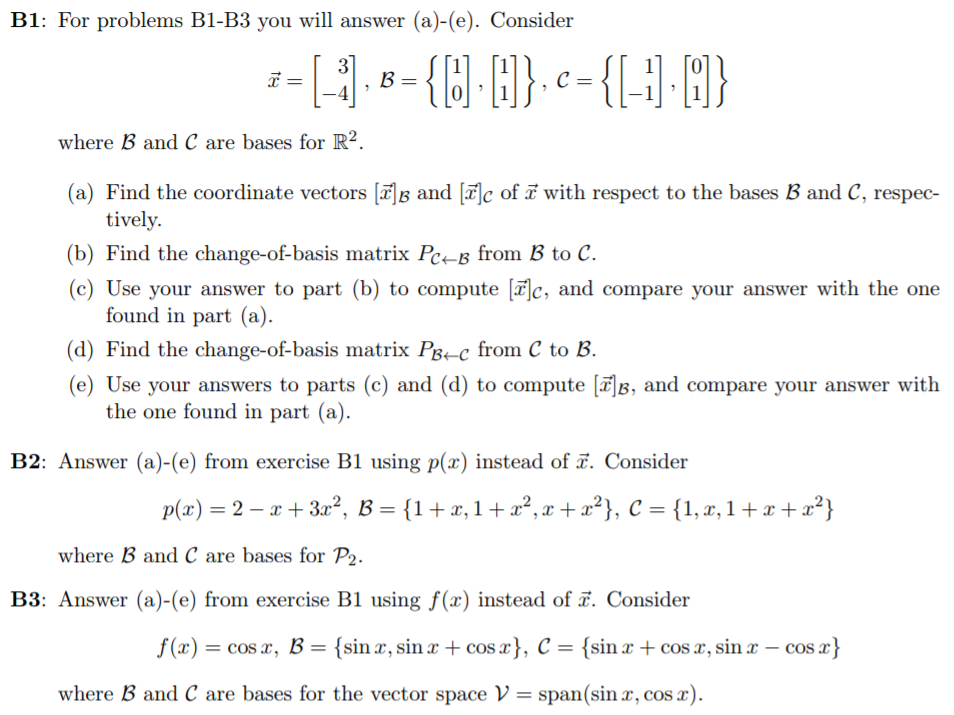 B1: For problems B1-B3 you will answer (a)-(e). Consider
$\vec{x} = \begin{bmatrix} 3 \\ -4 \end{bmatrix}, \mathcal{B} = \left\{ \begin{bmatrix} 1 \\ 0 \end{bmatrix}, \begin{bmatrix} 1 \\ 1 \end{bmatrix} \right\}, \mathcal{C} = \left\{ \begin{bmatrix} 1 \\ -1 \end{bmatrix}, \begin{bmatrix} 0 \\ 1 \end{bmatrix} \right\}$
where $\mathcal{B}$ and $\mathcal{C}$ are bases for $\mathbb{R}^2$.
(a) Find the coordinate vectors $[\vec{x}]_{\mathcal{B}}$ and $[\vec{x}]_{\mathcal{C}}$ of $\vec{x}$ with respect to the bases $\mathcal{B}$ and $\mathcal{C}$, respec-
tively.
(b) Find the change-of-basis matrix $P_{\mathcal{C} \leftarrow \mathcal{B}}$ from $\mathcal{B}$ to $\mathcal{C}$.
(c) Use your answer to part (b) to compute $[\vec{x}]_{\mathcal{C}}$, and compare your answer with the one
found in part (a).
(d) Find the change-of-basis matrix $P_{\mathcal{B} \leftarrow \mathcal{C}}$ from $\mathcal{C}$ to $\mathcal{B}$.
(e) Use your answers to parts (c) and (d) to compute $[\vec{x}]_{\mathcal{B}}$, and compare your answer with
the one found in part (a).
B2: Answer (a)-(e) from exercise B1 using $p(x)$ instead of $\vec{x}$. Consider
$p(x) = 2 - x + 3x^2, \mathcal{B} = \{1 + x, 1 + x^2, x + x^2\}, \mathcal{C} = \{1, x, 1 + x + x^2\}$
where $\mathcal{B}$ and $\mathcal{C}$ are bases for $\mathcal{P}_2$.
B3: Answer (a)-(e) from exercise B1 using $f(x)$ instead of $\vec{x}$. Consider
$f(x) = \cos x, \mathcal{B} = \{\sin x, \sin x + \cos x\}, \mathcal{C} = \{\sin x + \cos x, \sin x - \cos x\}$
where $\mathcal{B}$ and $\mathcal{C}$ are bases for the vector space $\mathcal{V} = \text{span}(\sin x, \cos x)$.